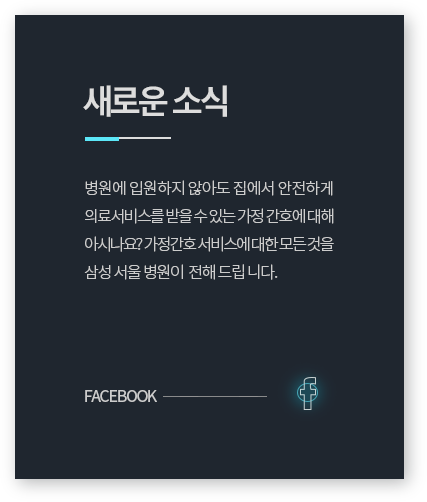 새로운 소식
병원에 입원하지 않아도 집에서 안전하게
의료서비스를 받을 수 있는 가정 간호에 대해
아시나요? 가정간호 서비스에 대한 모든것을
삼성 서울 병원이 전해 드립니다.
FACEBOOK